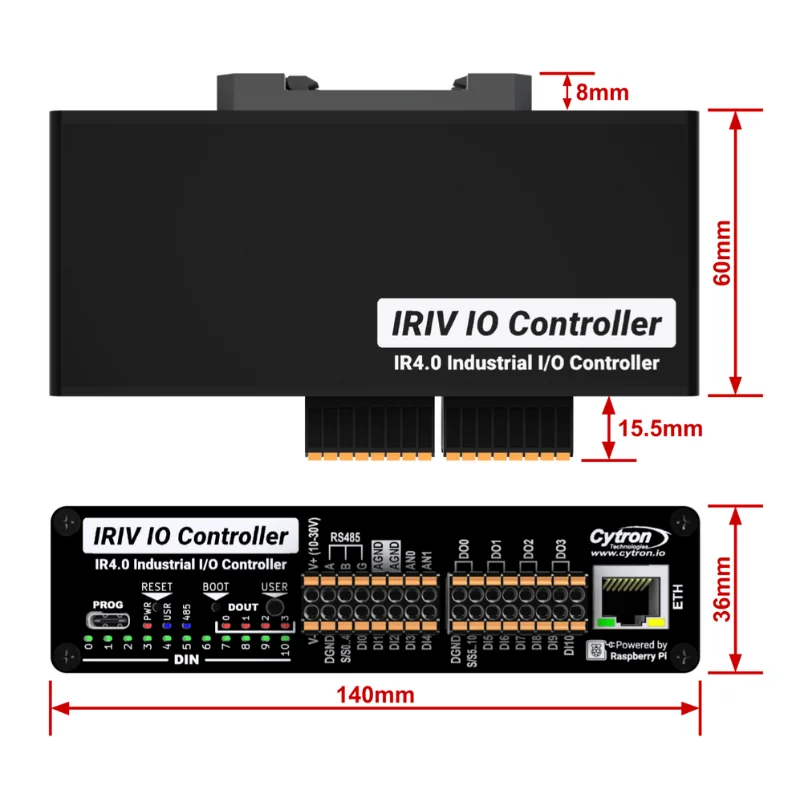 8mm
60mm
IRIV IO Controller
IR4.0 Industrial I/O Controller
15.5mm
IRIV IO Controller
IR4.0 Industrial I/O Controller
RESET BOOT USER
PROG
PWR USR 485
DOUT
0 1 2 3
0 1 2 3 4 5 6 7 8 9 10
DIN
V+ (10-30V)
RS485
A B G AGND AGND AN0 AN1
V- DGND S/S0..4 DI0 DI1 DI2 DI3 DI4
DO0 DO1 DO2 DO3
DGND S/S5..10 DI5 DI6 DI7 DI8 DI9 DI10
Cytron
Technologies
www.cytron.io
ETH
Powered by
Raspberry Pi
36mm
140mm